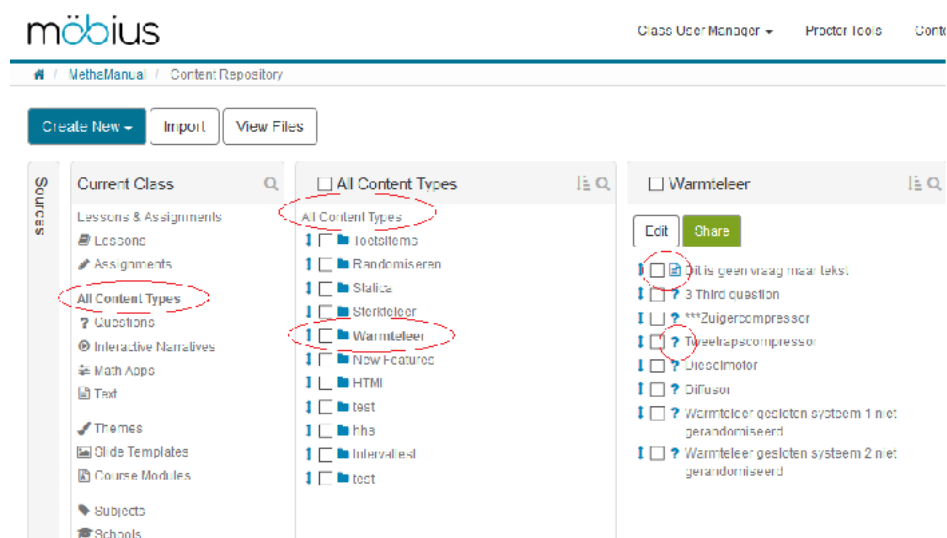 möbius
Class User Manager
Proctor Tools
/ MethaManual / Content Repository
Create New
Import
View Files
Sources
Current Class
Lessons & Assignments
Lessons
Assignments
All Content Types
? Questions
Interactive Narratives
Math Apps
Text
Themes
Slide Templates
Course Modules
Subjects
Schools
All Content Types
All Content Types
Toetsitems
Randomiseren
Statica
Sterkteleer
Warmteleer
New Features
HTML
test
hhs
Intervaltest
test
Warmteleer
Edit
Share
Dit is geen vraag maar tekst
? 3 Third question
? ***Zuigercompressor
? Tweetrapscompressor
? Dieselmotor
? Diffusor
? Warmteleer gesloten systeem 1 niet
gerandomiseerd
? Warmteleer gesloten systeem 2 niet
gerandomiseerd